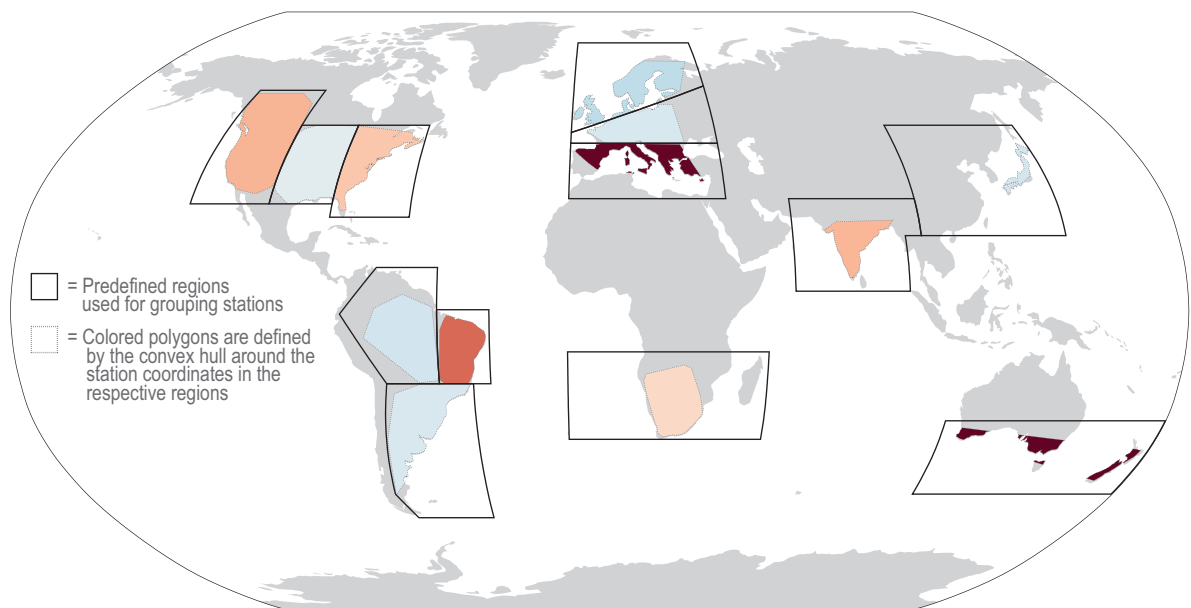 = Predefined regions
used for grouping stations
= Colored polygons are defined
by the convex hull around the
station coordinates in the
respective regions